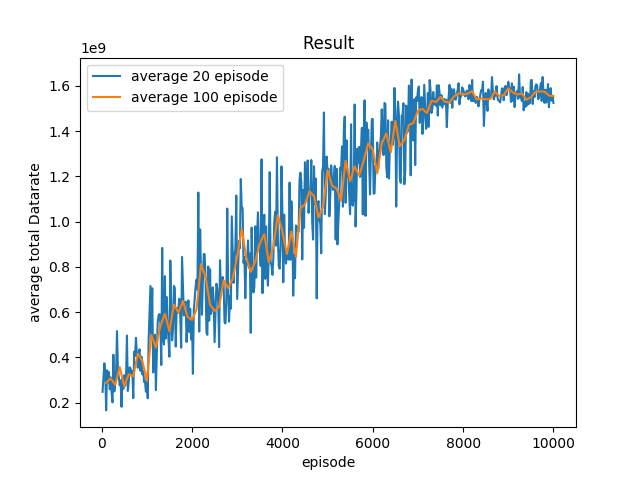 Result
1e9
average 20 episode
average 100 episode
1.6
1.4
1.2
1.0
0.8
0.6
0.4
0.2
average total Datarate
0 2000 4000 6000 8000 10000
episode